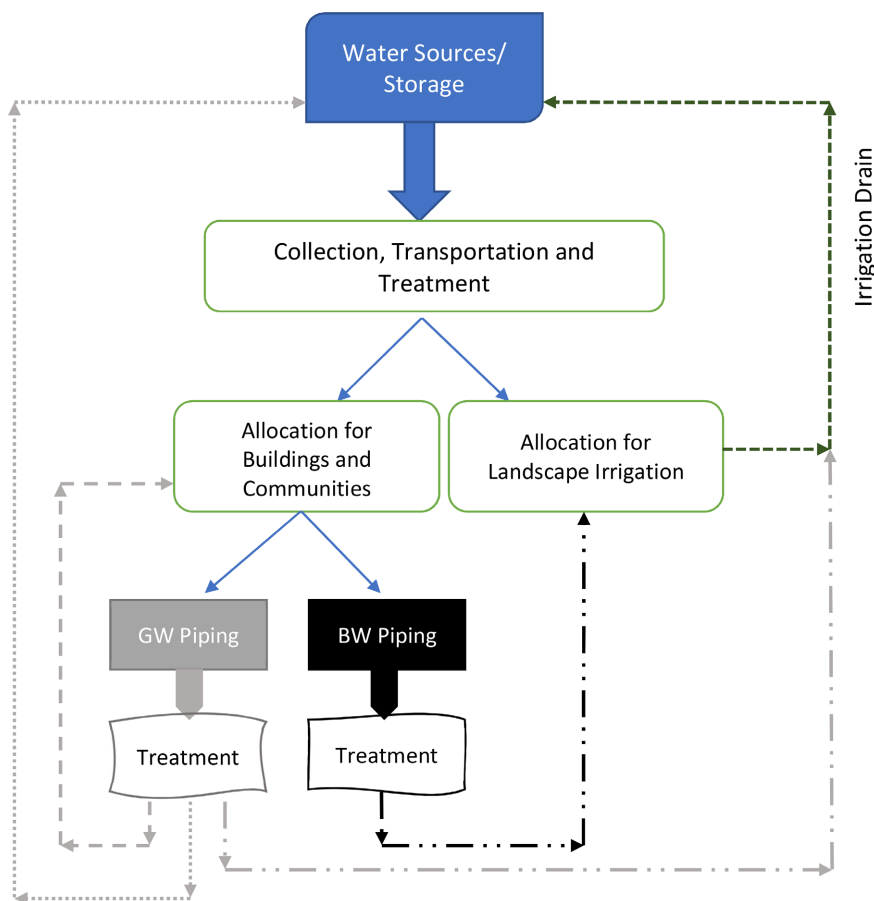 Water Sources/
Storage
Irrigation Drain
Collection, Transportation and
Treatment
Allocation for
Buildings and
Communities
Allocation for
Landscape Irrigation
GW Piping
BW Piping
Treatment
Treatment